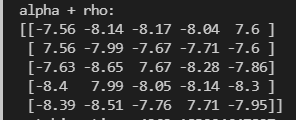 alpha + rho:
[[-7.56 -8.14 -8.17 -8.04  7.6 ]
 [ 7.56 -7.99 -7.67 -7.71 -7.6 ]
 [-7.63 -8.65  7.67 -8.28 -7.86]
 [-8.4   7.99 -8.05 -8.14 -8.3 ]
 [-8.39 -8.51 -7.76  7.71 -7.95]]